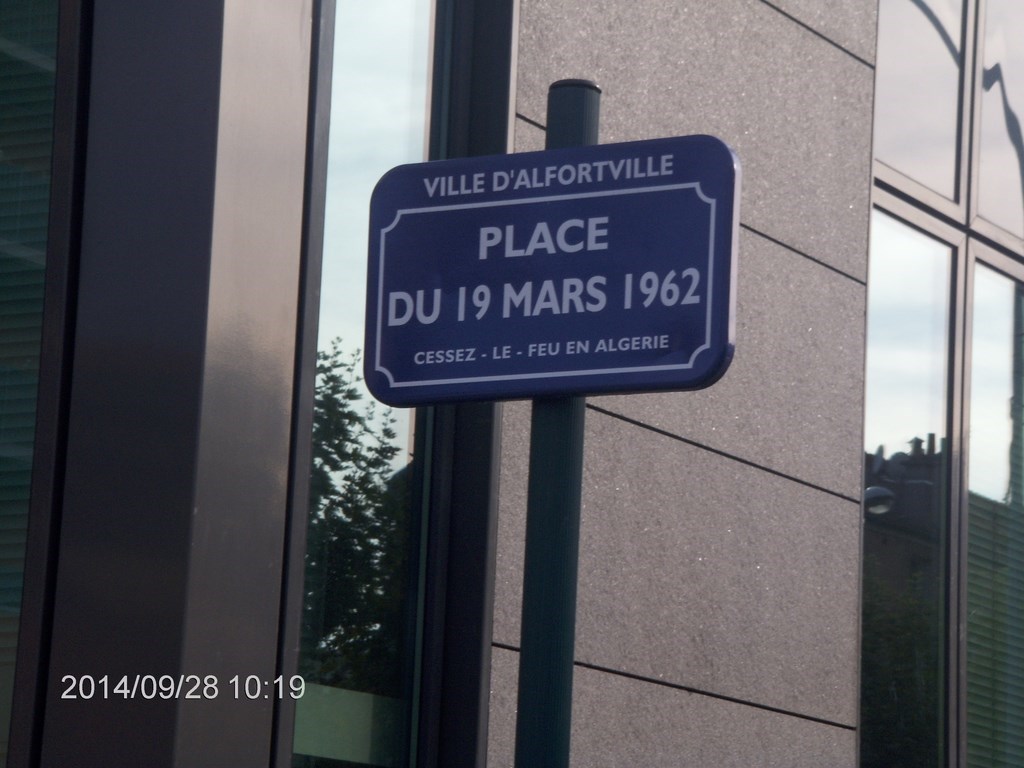 VILLE D'ALFORTVILLE
PLACE
DU 19 MARS 1962
CESSEZ - LE - FEU EN ALGERIE
2014/09/28 10:19